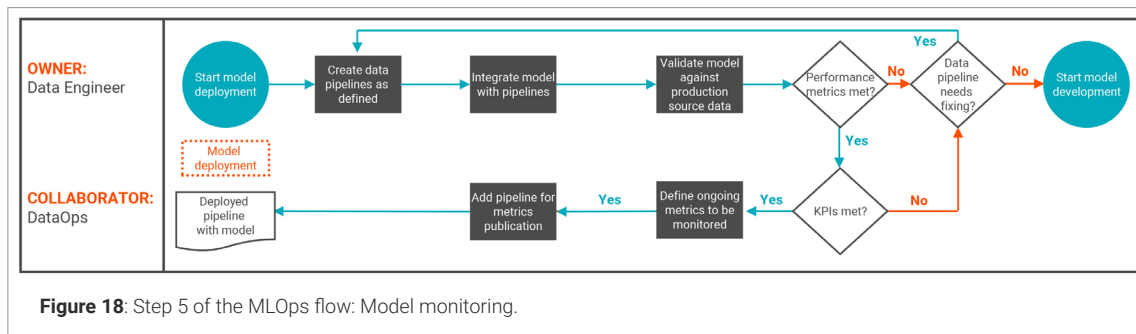 OWNER:
Data Engineer
Start model
deployment
Create data
pipelines as
defined
Integrate model
with pipelines
Validate model
against
production
source data
Performance
metrics met?
No
Yes
Data
pipeline
needs
fixing?
No
Start model
development
Model
deployment
Yes
COLLABORATOR:
DataOps
Deployed
pipeline
with model
Add pipeline for
metrics
publication
Yes
Define ongoing
metrics to be
monitored
Yes
KPIs met?
No
Figure 18: Step 5 of the MLOps flow: Model monitoring.